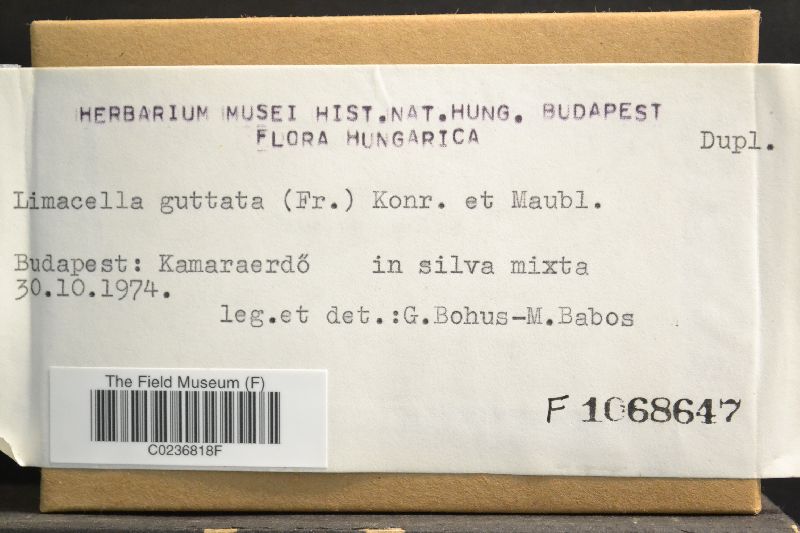 HERBARIUM MUSEI HIST.NAT.HUNG. BUDAPEST
FLORA HUNGARICA
Dupl.
Limacella guttata (Fr.) Konr. et Maubl.
Budapest: Kamaraerdő in silva mixta
30.10.1974.
leg.et det.:G.Bohus-M.Babos
The Field Museum (F)
C0236818F
F 1068647